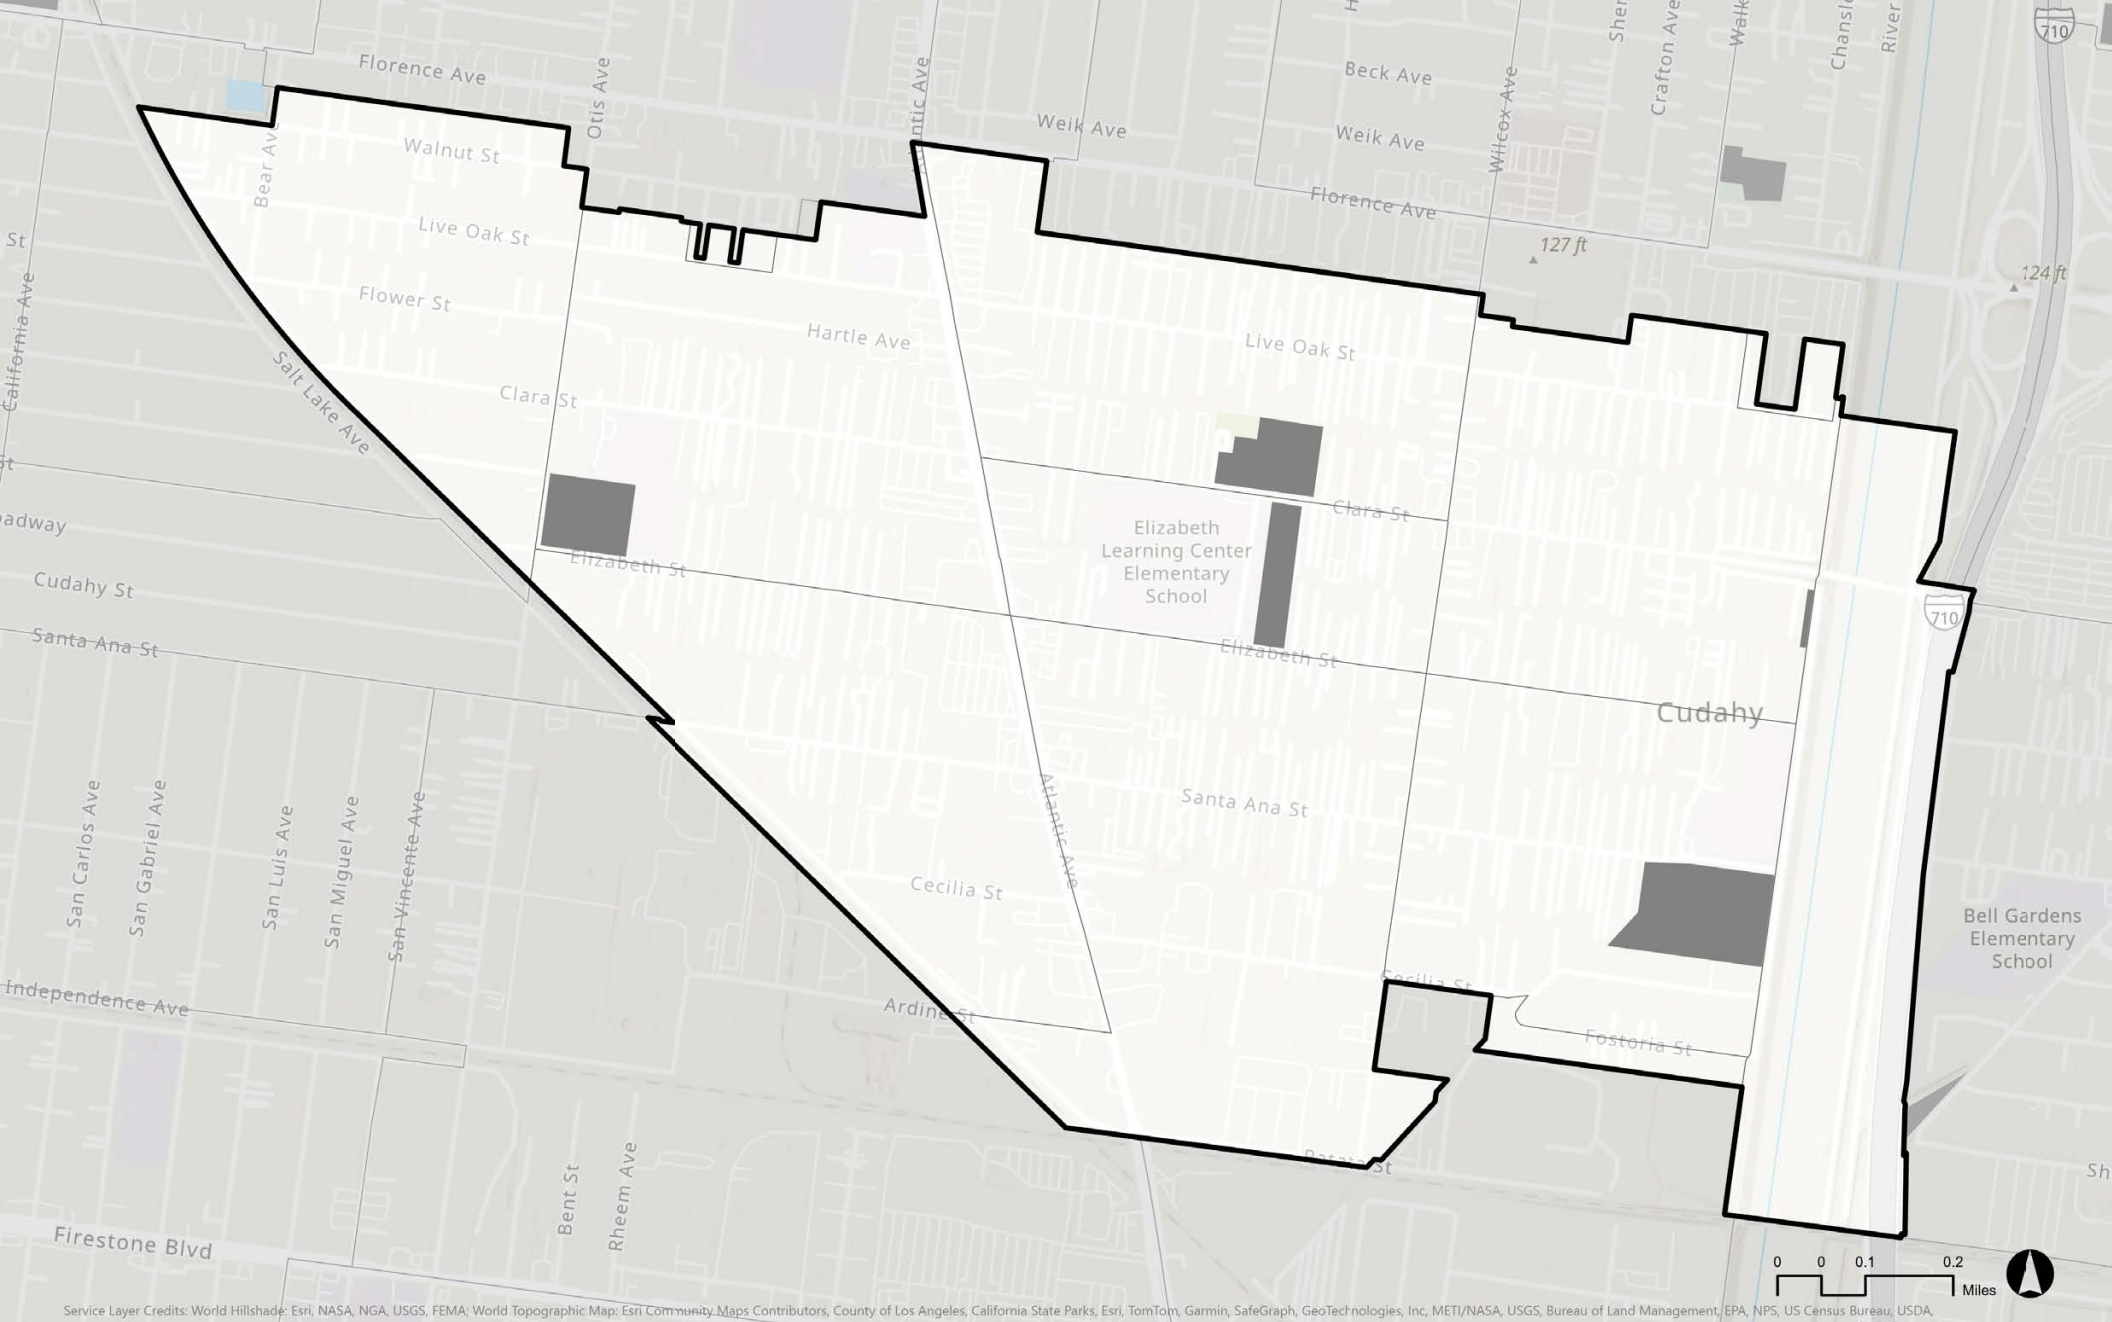 Florence Ave
Otis Ave
Beck Ave
Weik Ave
Weik Ave
Wilcox Ave
Crafton Ave
River
710
Walnut St
Bear Ave
Florence Ave
127 ft
124 ft
St
Live Oak St
California Ave
Flower St
Hartle Ave
Live Oak St
Salt Lake Ave
Clara St
Clara St
Elizabeth
Learning Center
Elementary
School
Cudahy St
Elizabeth St
Elizabeth St
710
Santa Ana St
Cudahy
San Carlos Ave
San Gabriel Ave
San Luis Ave
San Miguel Ave
San Vincente Ave
Atlantic Ave
Santa Ana St
Cecilia St
Bell Gardens
Elementary
School
Cecilia St
Independence Ave
Ardine St
Fostoria St
Patata St
Bent St
Rheem Ave
Firestone Blvd
0 0 0.1 0.2
Miles
Service Layer Credits: World Hillshade: Esri, NASA, NGA, USGS, FEMA; World Topographic Map: Esri Community Maps Contributors, County of Los Angeles, California State Parks, Esri, TomTom, Garmin, SafeGraph, GeoTechnologies, Inc, METI/NASA, USGS, Bureau of Land Management, EPA, NPS, US Census Bureau, USDA,